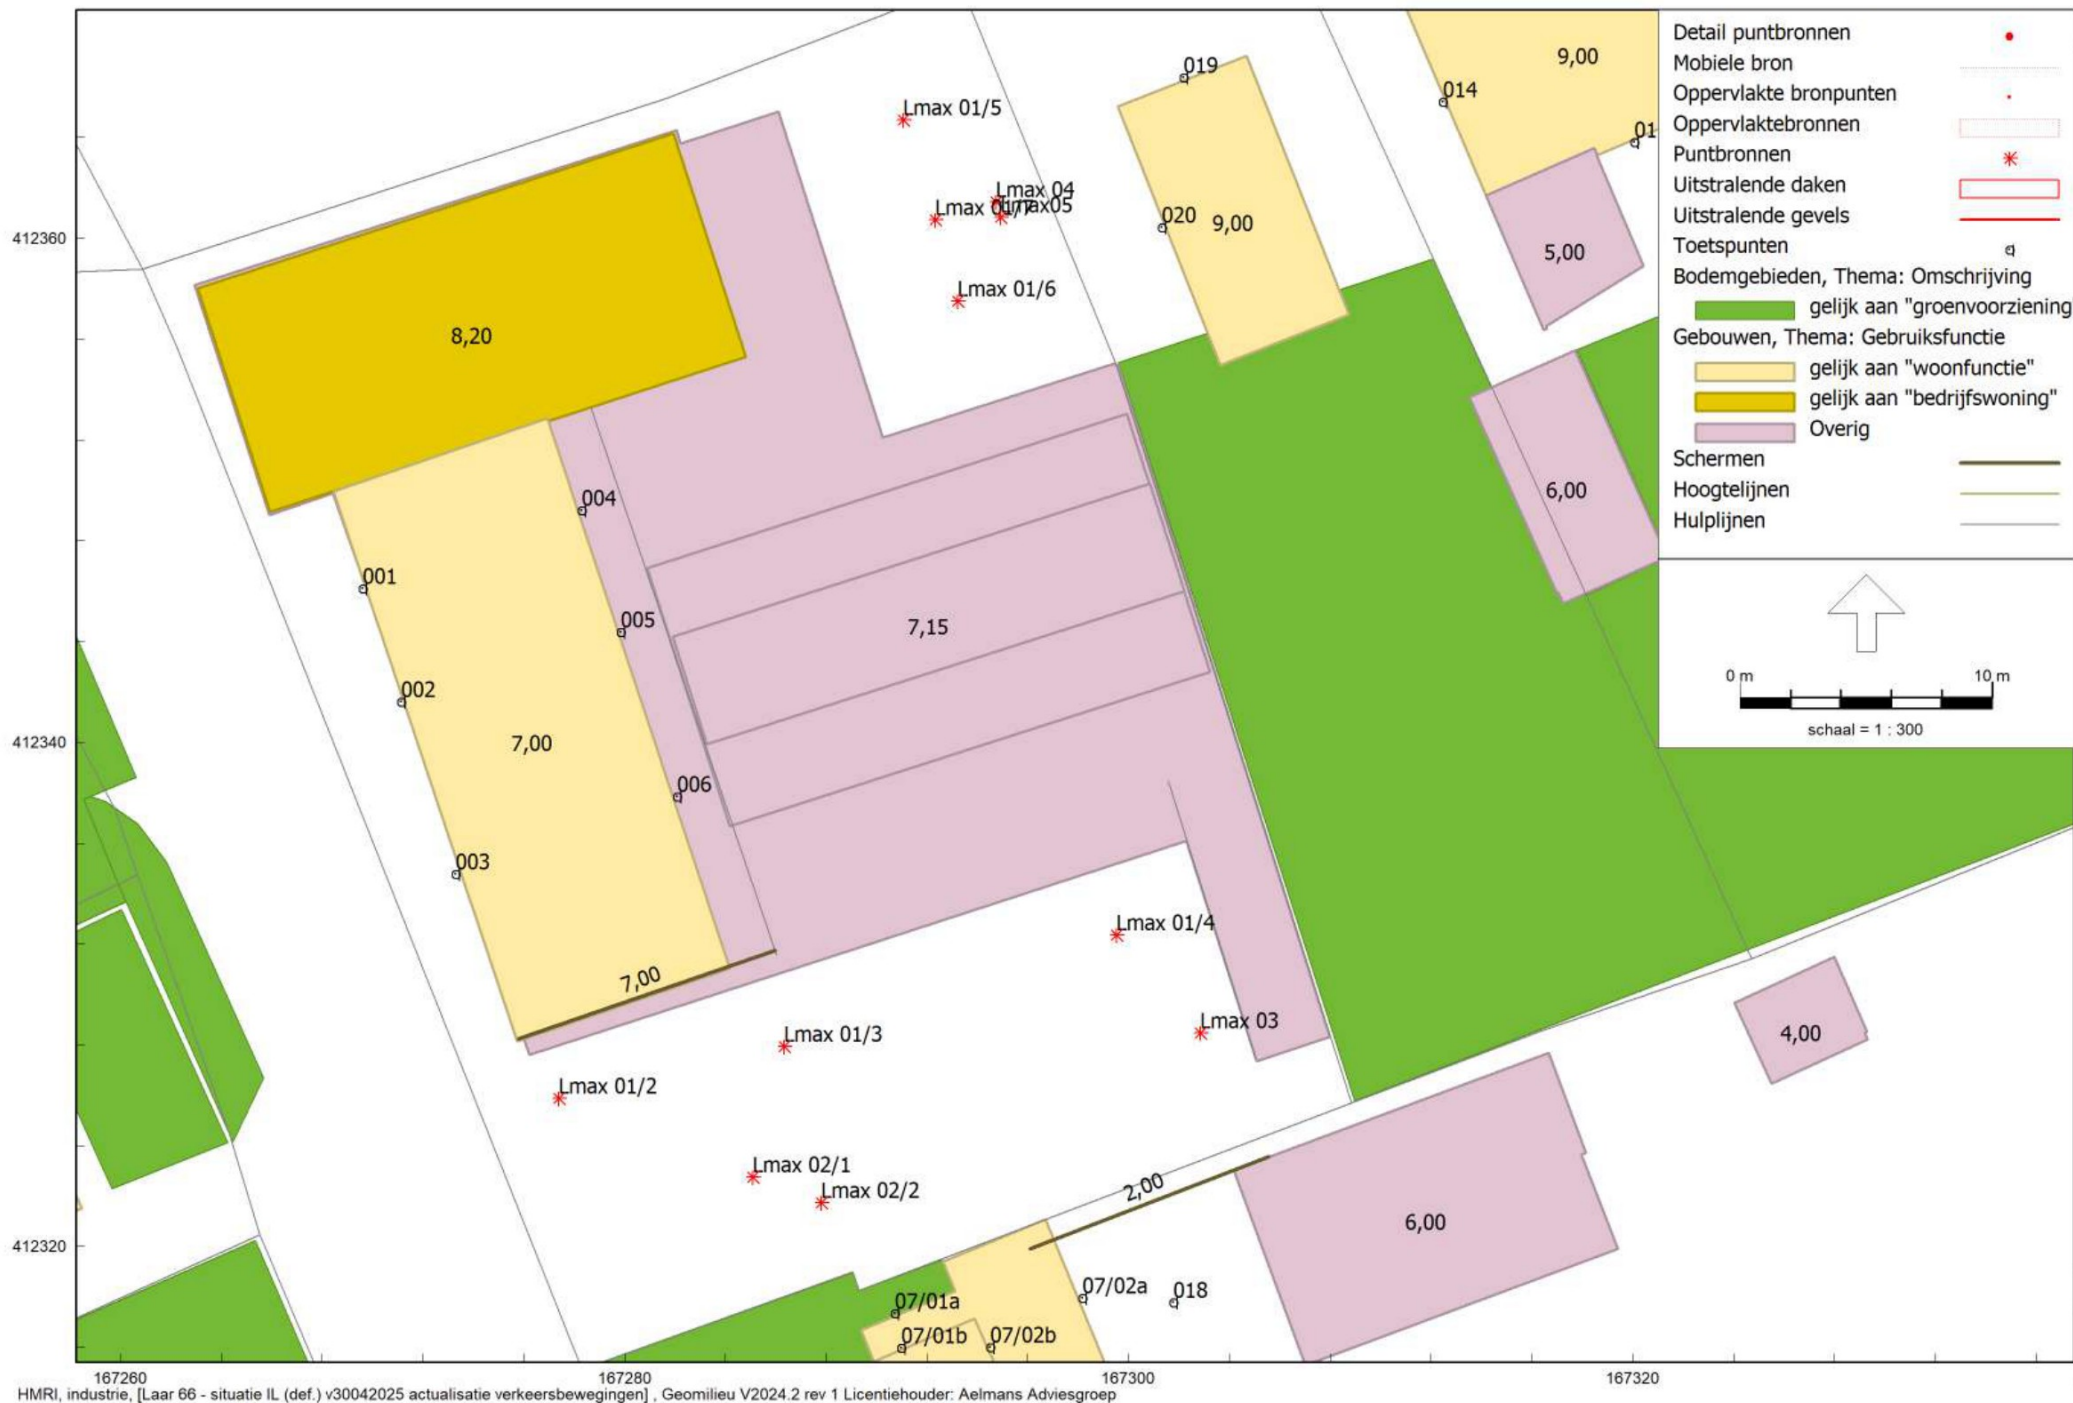 Detail puntbronnen
Mobiele bron
Oppervlakte bronpunten
Oppervlaktebronnen
Puntbronnen
Uitstralende daken
Uitstralende gevels
Toetspunten
Bodemgebieden, Thema: Omschrijving
gelijk aan "groenvoorziening
Gebouwen, Thema: Gebruiksfunctie
gelijk aan "woonfunctie"
gelijk aan "bedrijfswoning"
Overig
Schermen
Hoogtelijnen
Hulplijnen
0 m 10 m
schaal = 1 : 300
9,00
019
014
Lmax 01/5
01
Lmax 04
Lmax 01/7
Lmax05
020
9,00
412360
5,00
Lmax 01/6
8,20
004
6,00
001
005
7,15
002
412340
7,00
006
003
Lmax 01/4
7,00
Lmax 03
Lmax 01/3
4,00
Lmax 01/2
Lmax 02/1
Lmax 02/2
2,00
6,00
412320
07/01a
07/02a
018
07/01b
07/02b
167260
167280
167300
167320
HMRI, industrie, [Laar 66 - situatie IL (def.) v30042025 actualisatie verkeersbewegingen] , Geomilieu V2024.2 rev 1 Licentiehouder: Aelmans Adviesgroep